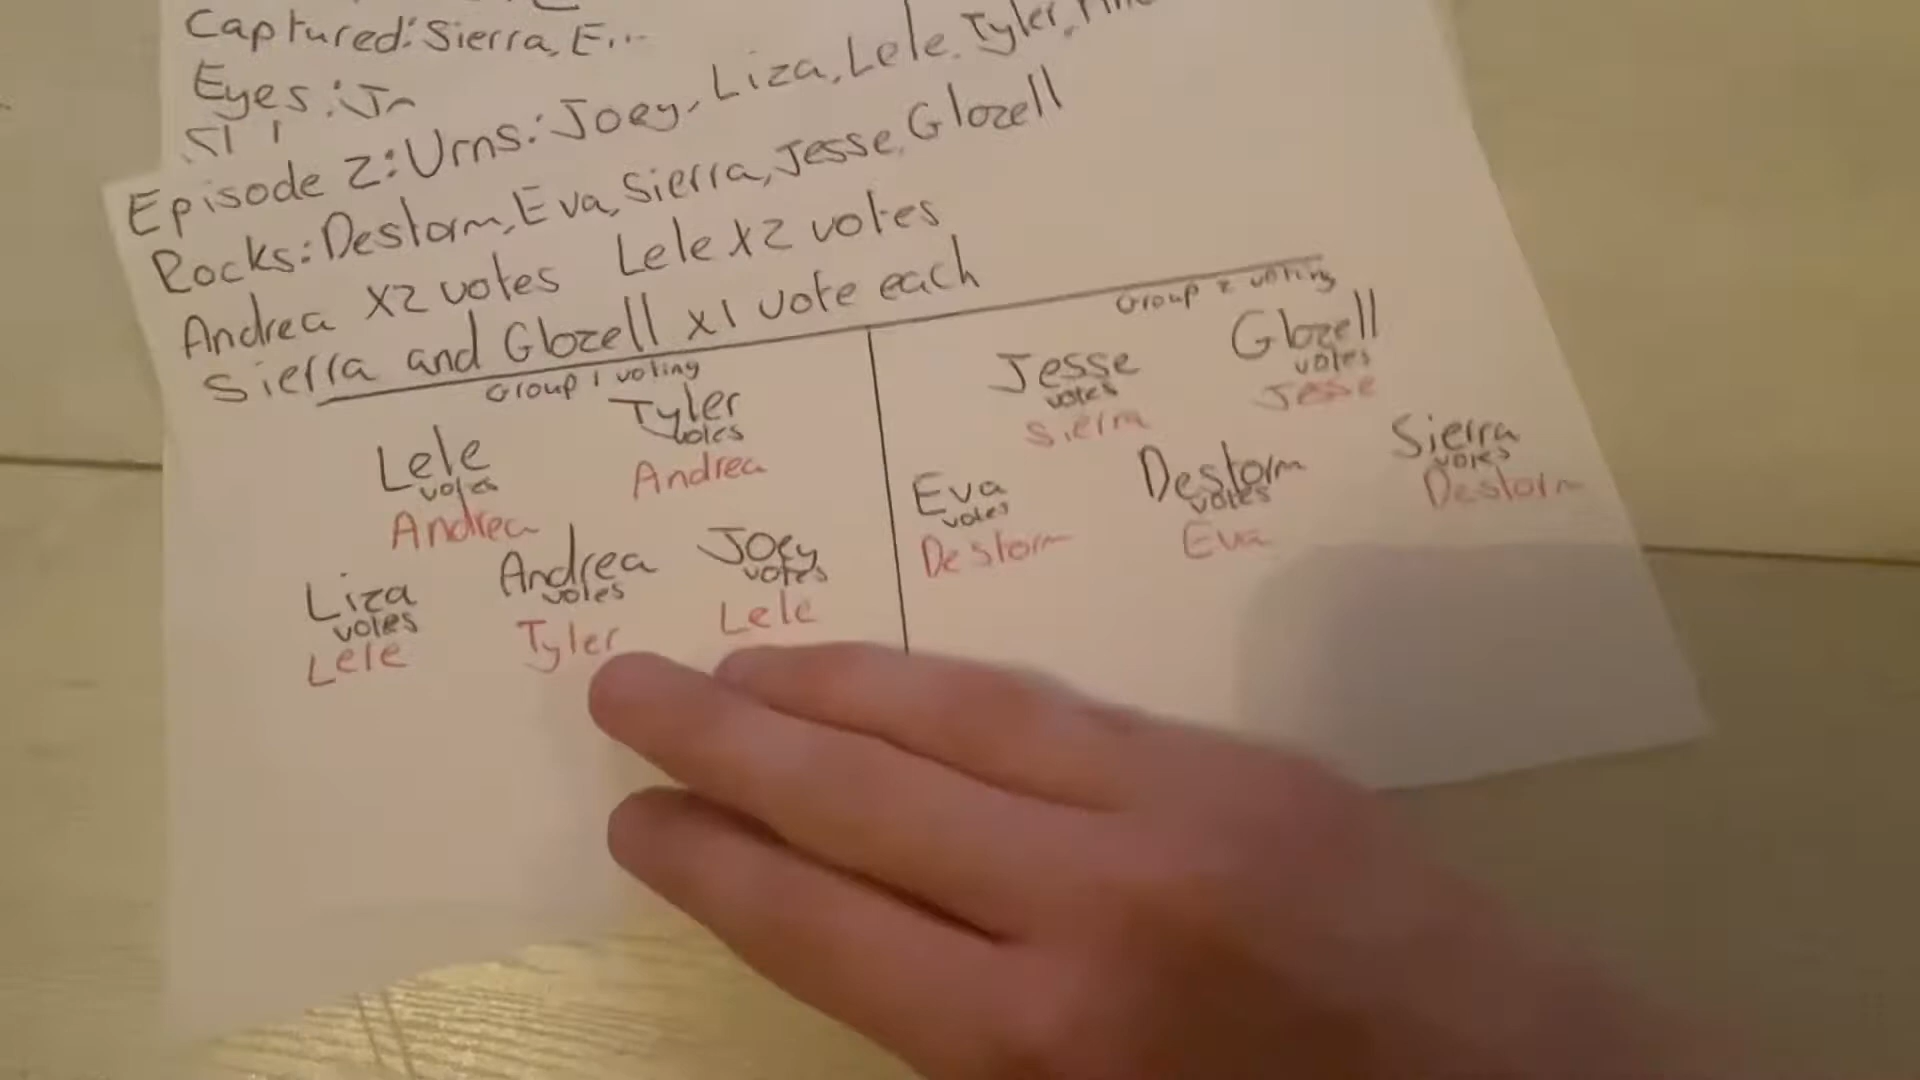 Captured: Sierra, E...
Eyes: Jr
Episode 2: Urns: Joey, Liza, Lele, Tyler,
Rocks: Destorm, Eva, Sierra, Jesse, Glozell
Andrea x2 votes Lele x2 votes
Sierra and Glozell x1 vote each
Group 1 voting
Lele
votes
Andrea
Tyler
votes
Andrea
Liza
votes
Lele
Andrea
votes
Tyler
Joey
votes
Lele
Group 2 voting
Jesse
votes
Sierra
Glozell
votes
Jesse
Eva
votes
Destorm
Destorm
votes
Eva
Sierra
votes
Destorm